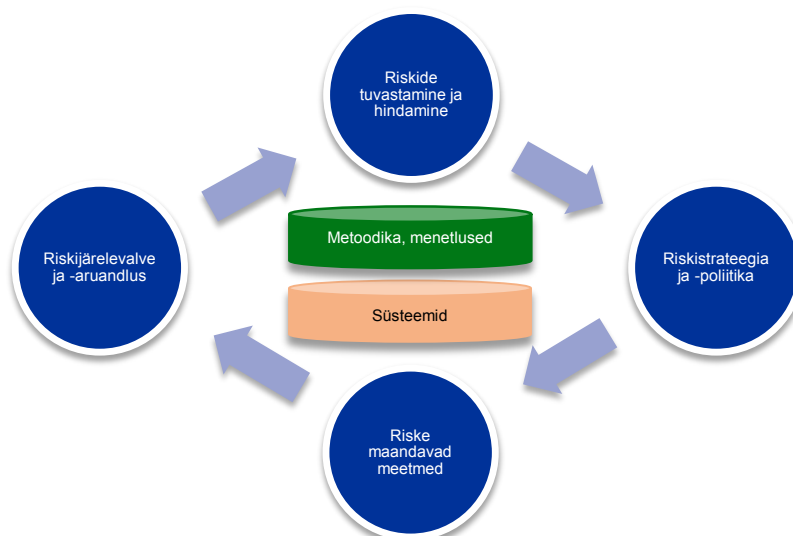 Riskide
tuvastamine ja
hindamine
Metoodika, menetlused
Riskijärelevalve
ja -aruandlus
Riskistrateegia
ja -poliitika
Süsteemid
Riske
maandavad
meetmed